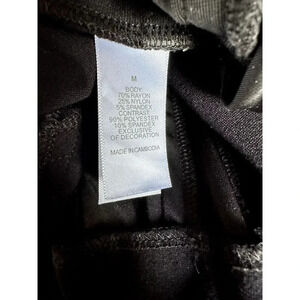 M
BODY:
70% RAYON
25% NYLON
5% SPANDEX
CONTRAST
90% POLYESTER
10% SPANDEX
EXCLUSIVE
OF DECORATION
MADE IN CAMBODIA